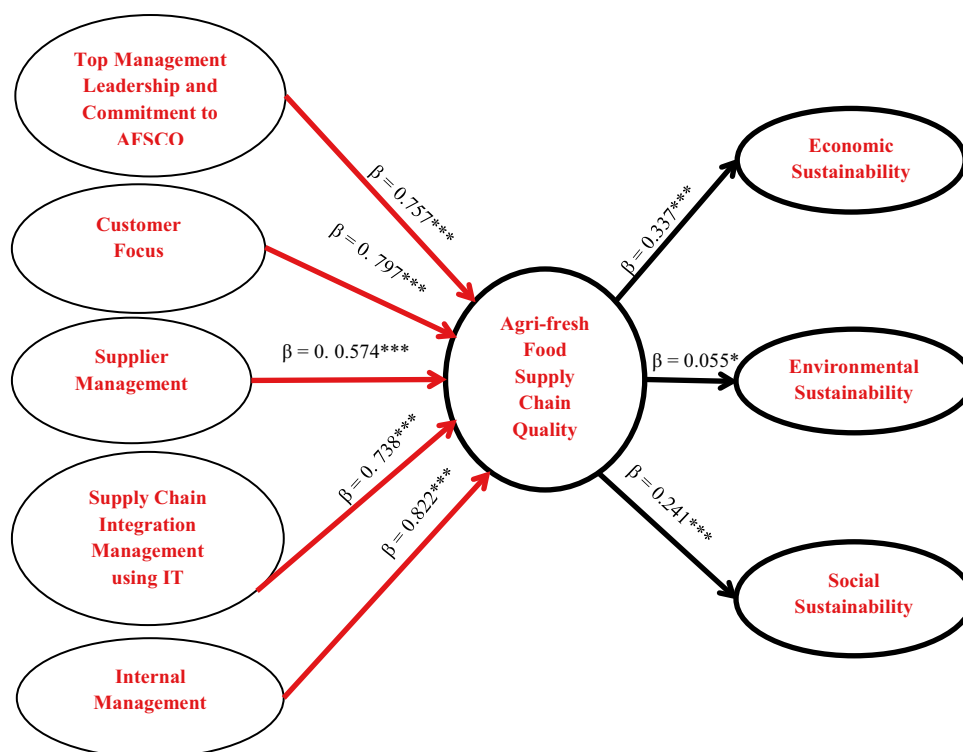 Top Management
Leadership and
Commitment to
AFSCQ
β = 0.757***
Customer
Focus
β = 0. 797***
Supplier
Management
β = 0. 0.574***
Supply Chain
Integration
Management
using IT
β = 0. 738***
Internal
Management
β = 0.822***
Agri-fresh
Food
Supply
Chain
Quality
β = 0.337***
Economic
Sustainability
β = 0.055*
Environmental
Sustainability
β = 0.241***
Social
Sustainability